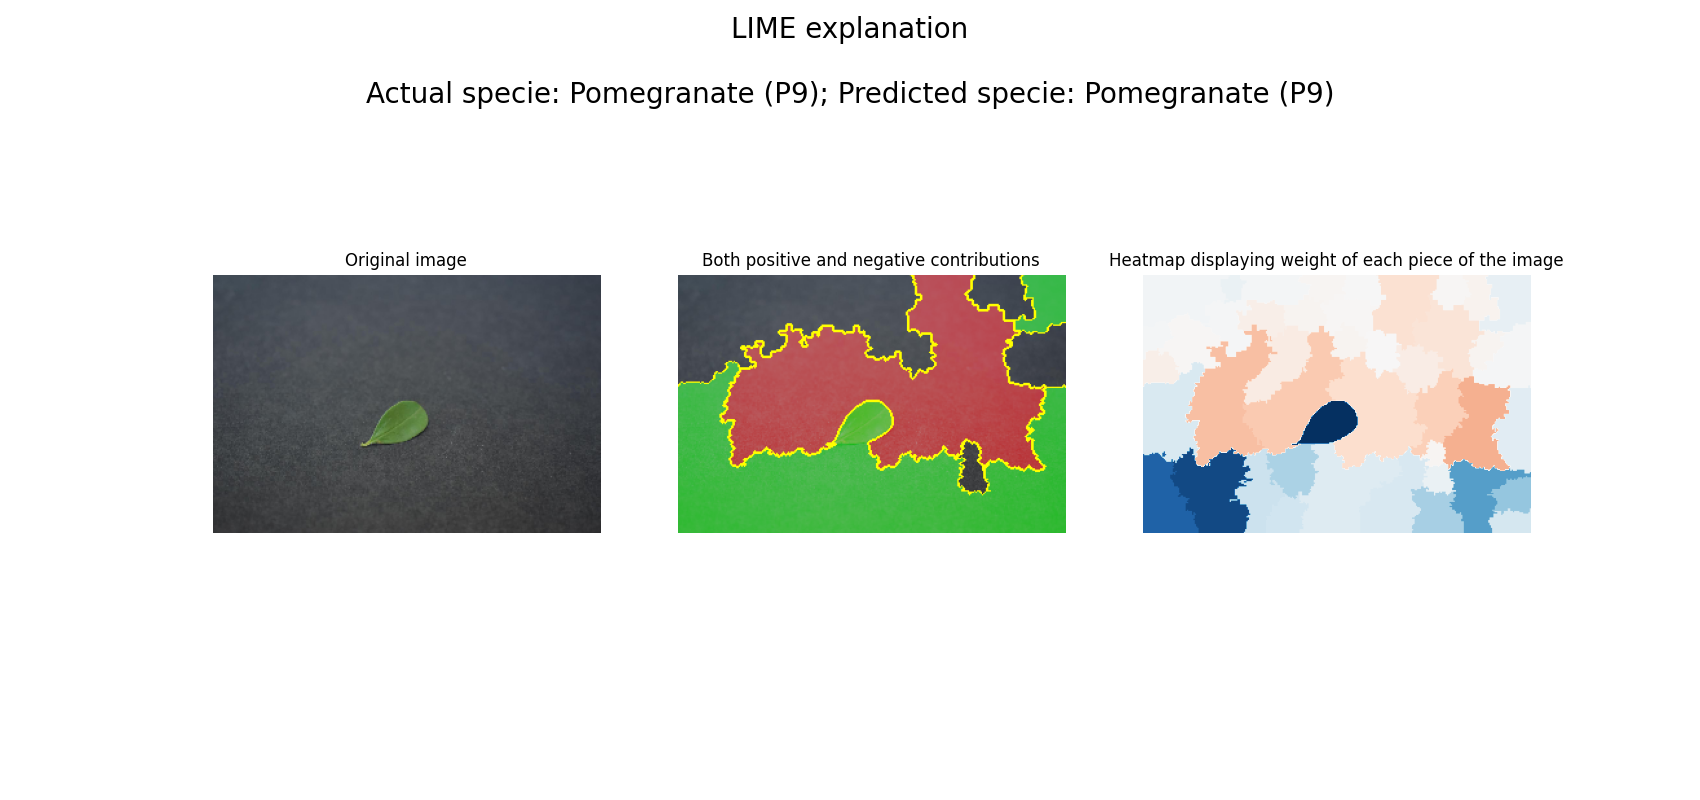 LIME explanation
Actual specie: Pomegranate (P9); Predicted specie: Pomegranate (P9)
Original image
Both positive and negative contributions
Heatmap displaying weight of each piece of the image